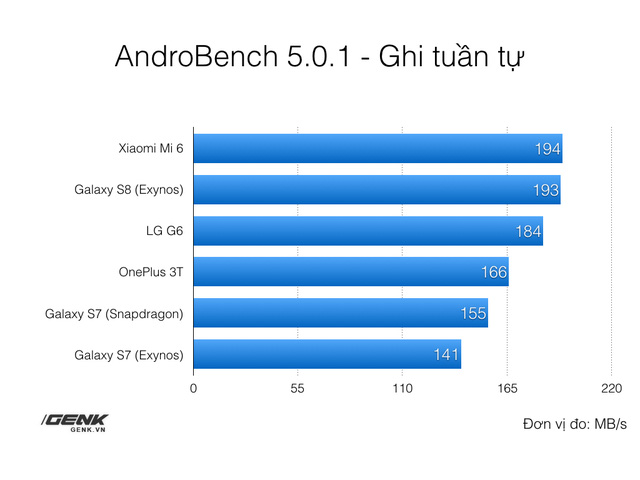 AndroBench 5.0.1 - Ghi tuần tự
Xiaomi Mi 6
194
Galaxy S8 (Exynos)
193
LG G6
184
OnePlus 3T
166
Galaxy S7 (Snapdragon)
155
Galaxy S7 (Exynos)
141
0 55 110 165 220
/GENK
GENK.VN
Đơn vị đo: MB/s